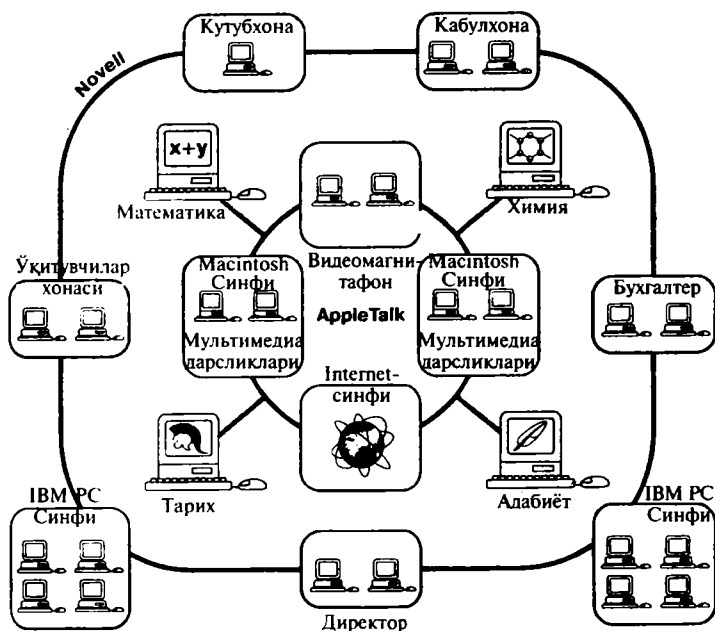 Кутубхона
Кабулхона
Novell
x+y
Математика
Химия
Ўқитувчилар
хонаси
Macintosh
Синфи
Видеомагни-
тафон
Macintosh
Синфи
Бухгалтер
AppleTalk
Мультимедиа
дарсликлари
Мультимедиа
дарсликлари
Internet-
синфи
Тарих
Адабиёт
IBM PC
Синфи
IBM PC
Синфи
Директор